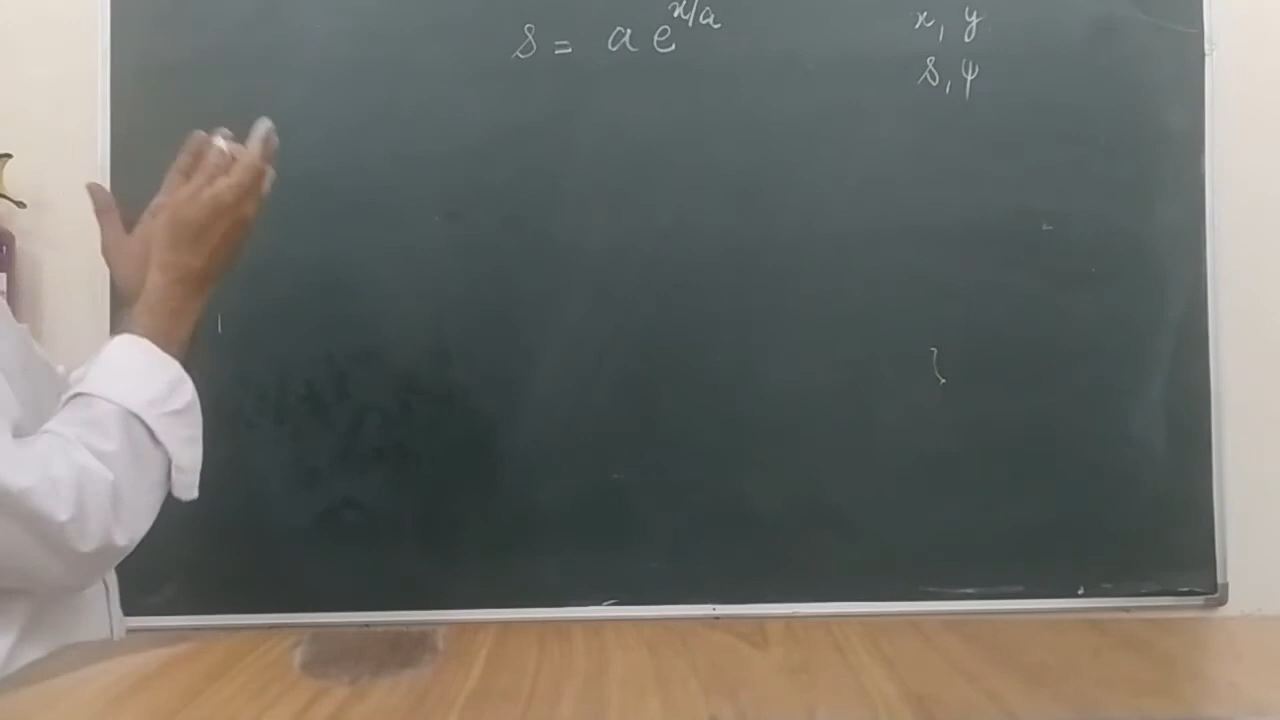 s = a e^{x/a}
x, y
s, ψ